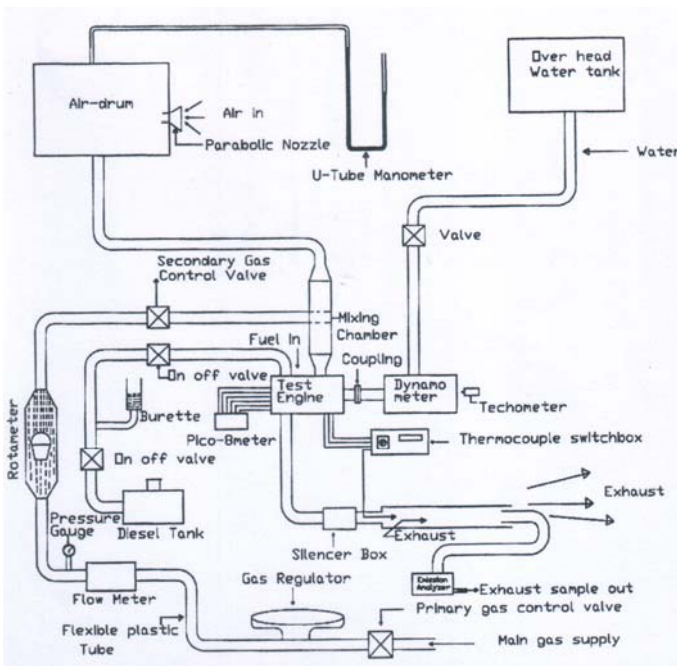 Over head
Water tank
Air-drum
Air in
Parabolic Nozzle
U-Tube Manometer
Water
Valve
Secondary Gas
Control Valve
Mixing
Chamber
Fuel In
Coupling
On off valve
Test
Engine
Dynamo
meter
Techometer
Burette
Pico-8meter
Rotameter
On off valve
Thermocouple switchbox
Exhaust
Pressure
Gauge
Diesel Tank
Silencer Box
Exhaust
Gas Regulator
Emission
Analyzer
Exhaust sample out
Flow Meter
Primary gas control valve
Flexible plastic
Tube
Main gas supply